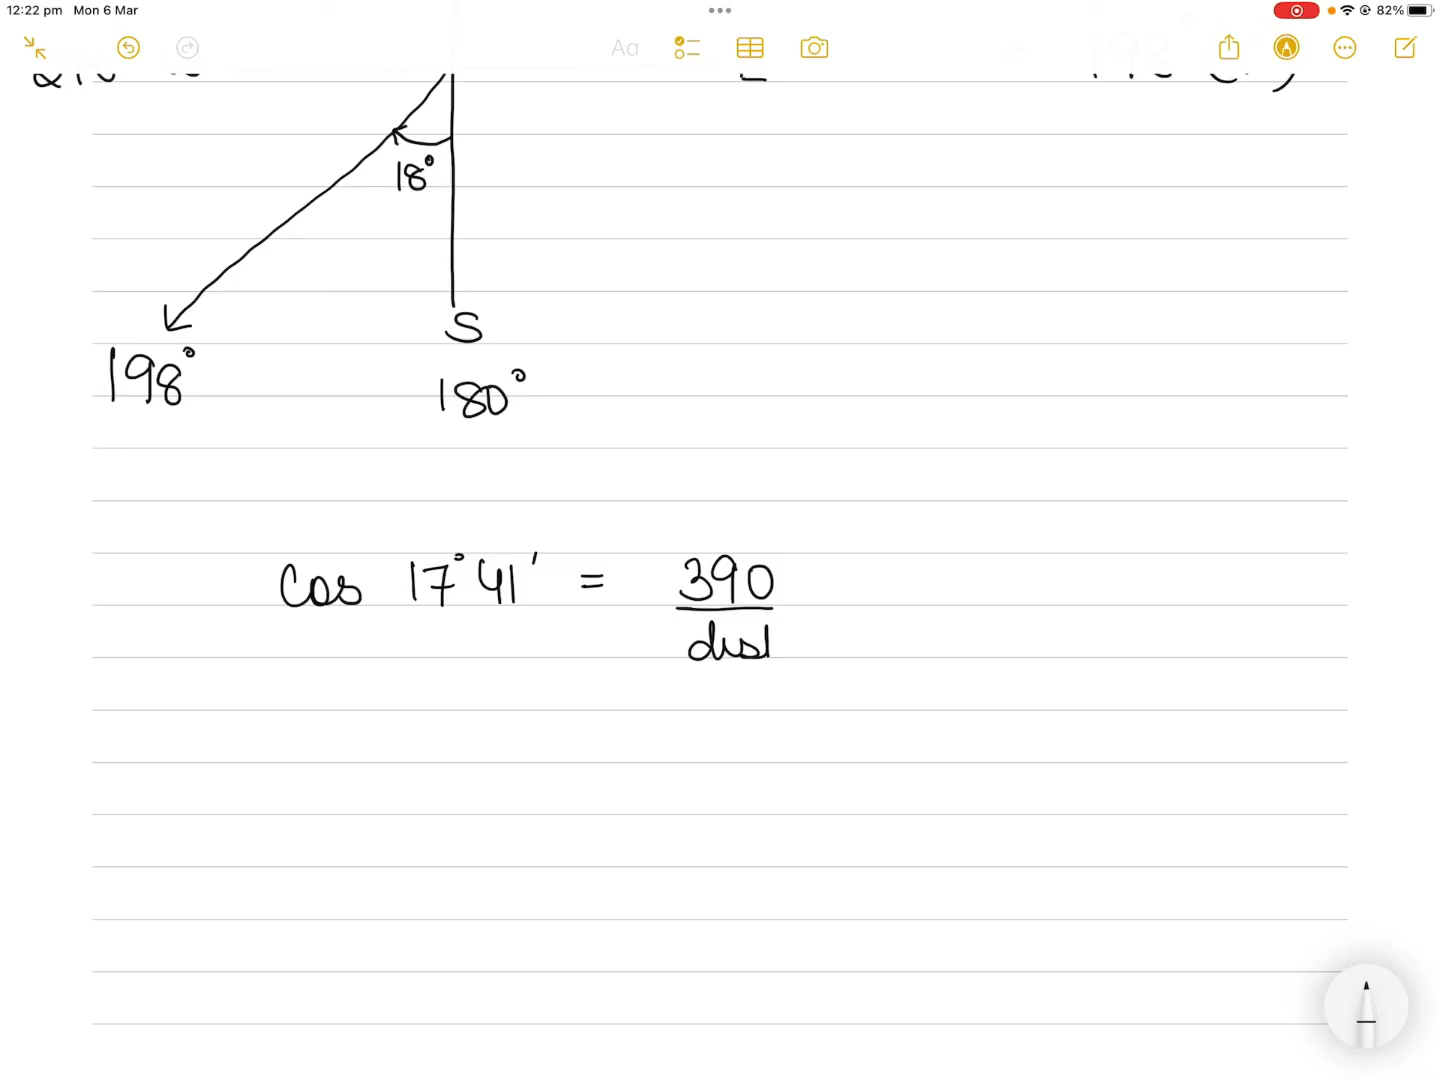 12:22 pm Mon 6 Mar
82%
Aa
18°
S
198°
180°
cos 17°41' = 390
dist